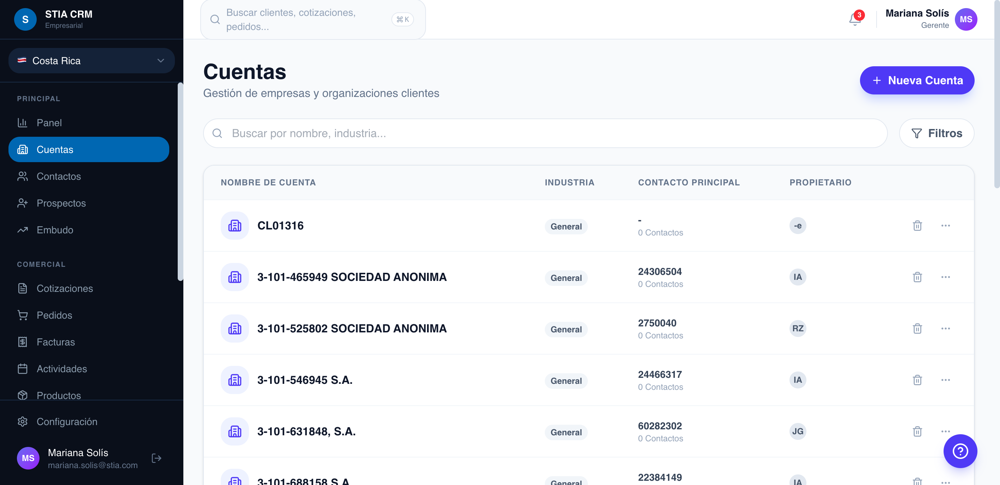 S
STIA CRM
Empresarial
Costa Rica
PRINCIPAL
Panel
Cuentas
Contactos
Prospectos
Embudo
COMERCIAL
Cotizaciones
Pedidos
Facturas
Actividades
Productos
Configuración
MS
Mariana Solís
mariana.solis@stia.com
Buscar clientes, cotizaciones,
pedidos...
⌘ K
3
Mariana Solís
Gerente
MS
Cuentas
Gestión de empresas y organizaciones clientes
+ Nueva Cuenta
Buscar por nombre, industria...
Filtros
NOMBRE DE CUENTA INDUSTRIA CONTACTO PRINCIPAL PROPIETARIO
CL01316 General - -e
0 Contactos
3-101-465949 SOCIEDAD ANONIMA General 24306504 IA
0 Contactos
3-101-525802 SOCIEDAD ANONIMA General 2750040 RZ
0 Contactos
3-101-546945 S.A. General 24466317 IA
0 Contactos
3-101-631848, S.A. General 60282302 JG
0 Contactos
3-101-688158 S.A. General 22384149 IA